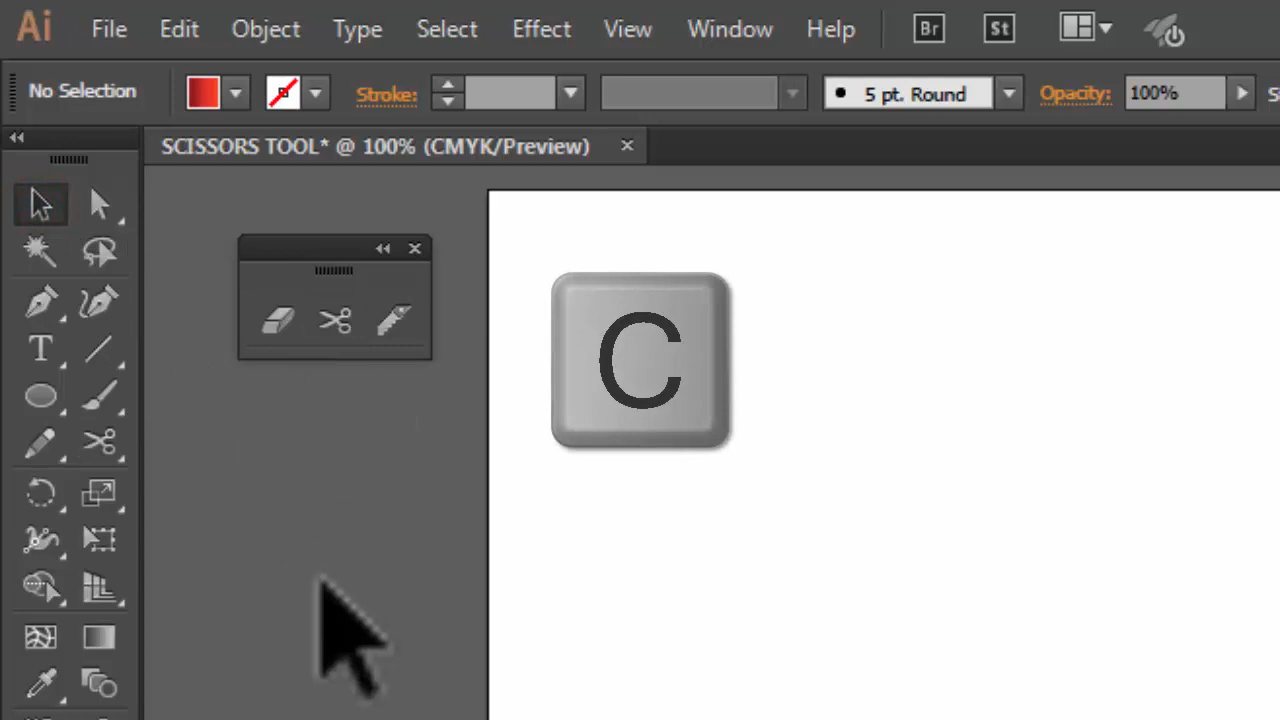 Ai File Edit Object Type Select Effect View Window Help Br St
No Selection Stroke: 5 pt. Round Opacity: 100%
SCISSORS TOOL* @ 100% (CMYK/Preview)
C
T